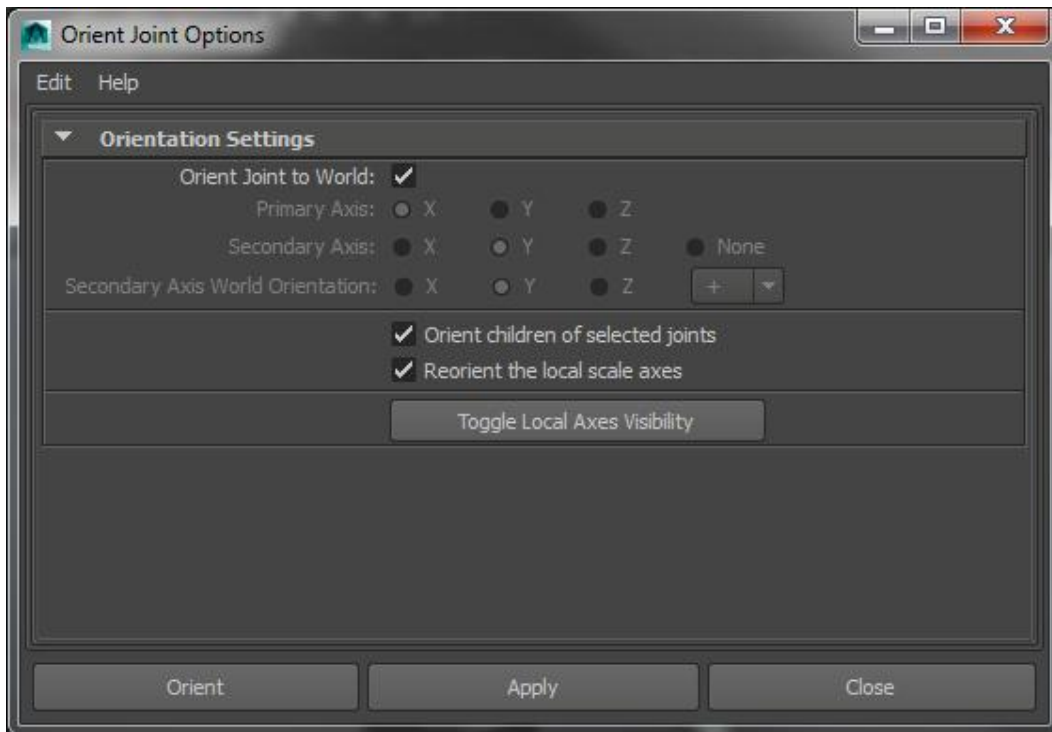 Orient Joint Options
Edit Help
Orientation Settings
Orient Joint to World:
Primary Axis: X Y Z
Secondary Axis: X Y Z None
Secondary Axis World Orientation: X Y Z +
Orient children of selected joints
Reorient the local scale axes
Toggle Local Axes Visibility
Orient Apply Close